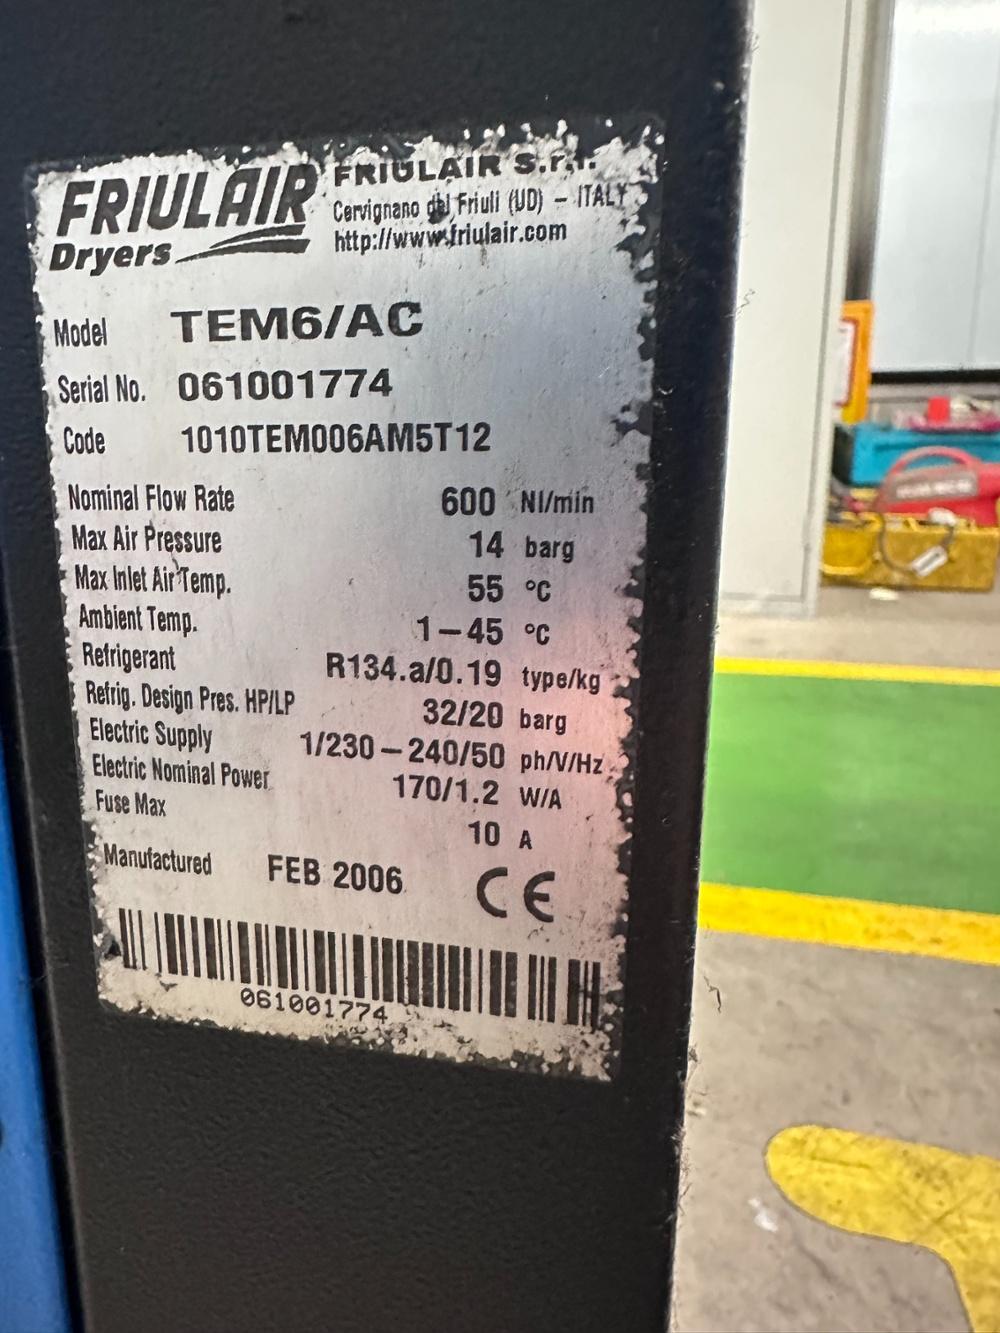 FRIULAIR
Dryers
FRIULAIR S.r.l.
Cervignano del Friuli (UD) – ITALY
http://www.friulair.com
Model TEM6/AC
Serial No. 061001774
Code 1010TEM006AM5T12
Nominal Flow Rate 600 Nl/min
Max Air Pressure 14 barg
Max Inlet Air Temp. 55 °C
Ambient Temp. 1–45 °C
Refrigerant R134.a/0.19 type/kg
Refrig. Design Pres. HP/LP 32/20 barg
Electric Supply 1/230–240/50 ph/V/Hz
Electric Nominal Power 170/1.2 W/A
Fuse Max 10 A
Manufactured FEB 2006 CE
061001774